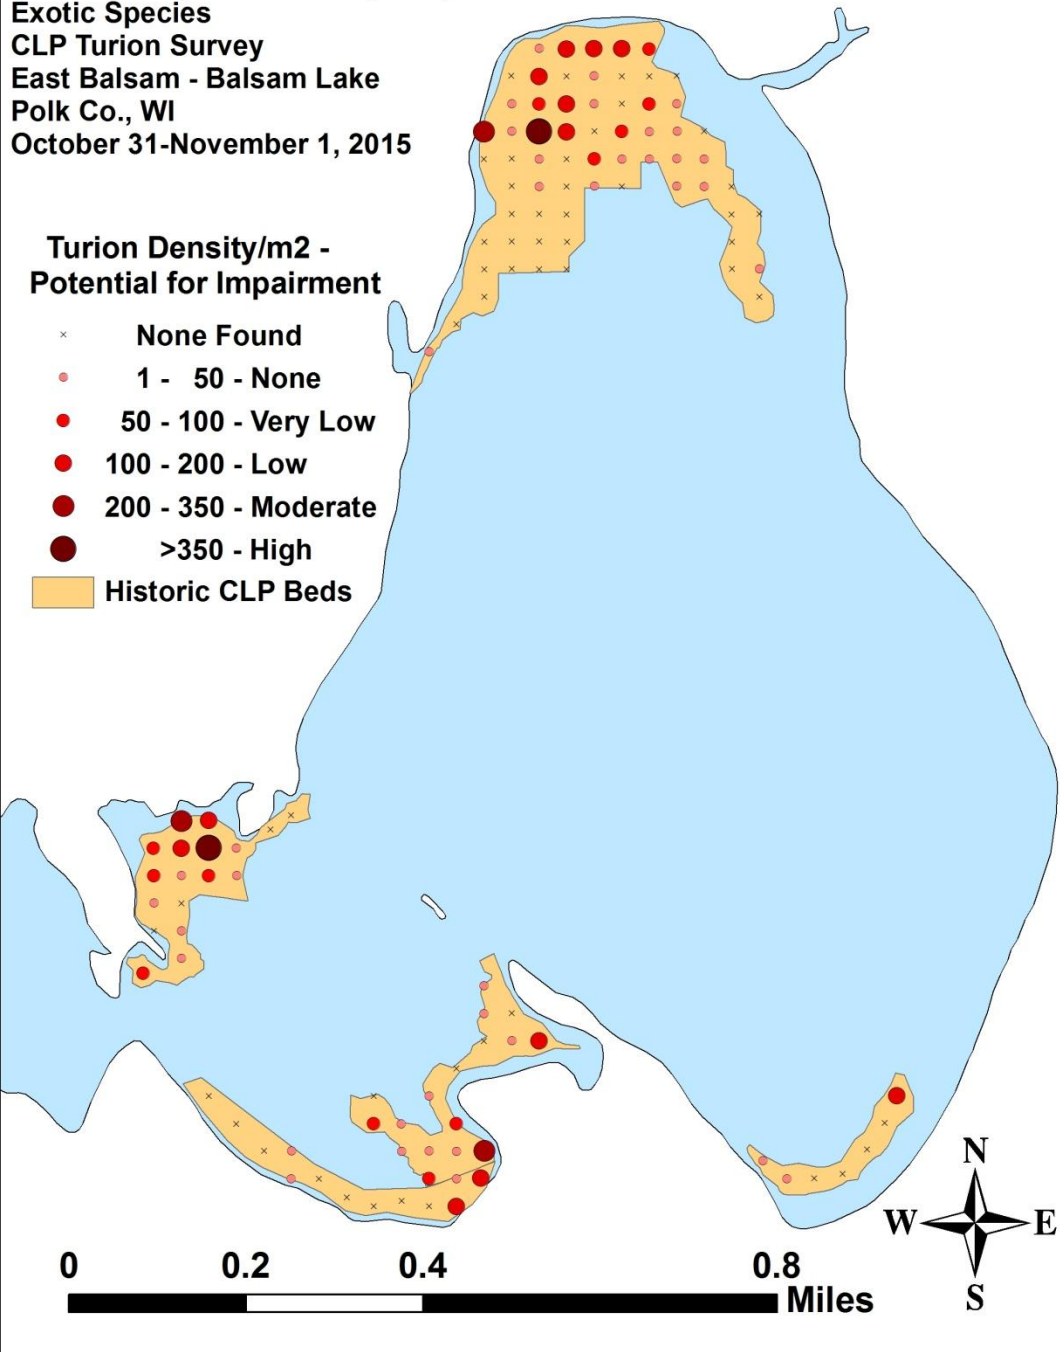 Exotic Species
CLP Turion Survey
East Balsam - Balsam Lake
Polk Co., WI
October 31-November 1, 2015
Turion Density/m2 -
Potential for Impairment
None Found
1 - 50 - None
50 - 100 - Very Low
100 - 200 - Low
200 - 350 - Moderate
>350 - High
Historic CLP Beds
N
W E
S
0 0.2 0.4 0.8
Miles